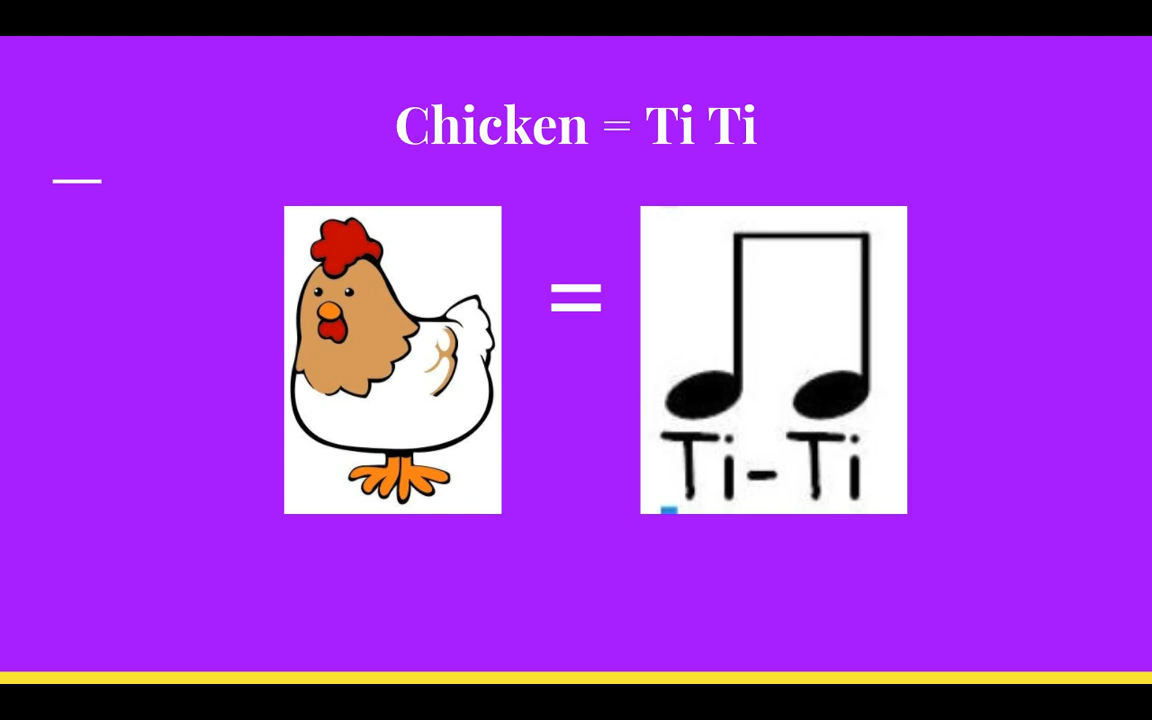 Chicken = Ti Ti
=
Ti-Ti